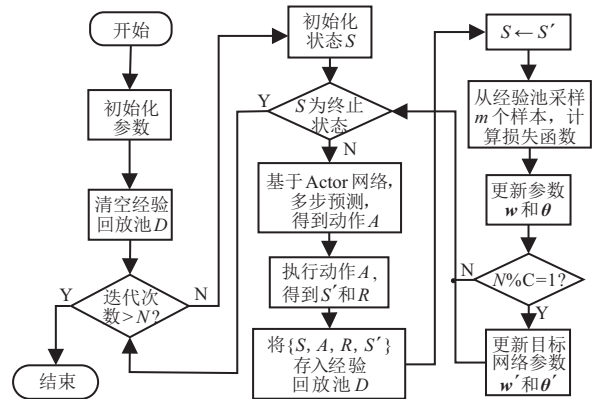 开始
初始化
参数
清空经验
回放池D
迭代次
数>N?
Y
N
结束
初始化
状态S
Y
S为终止
状态
N
基于Actor网络,
多步预测,
得到动作A
执行动作A,
得到S′和R
将{S, A, R, S′}
存入经验
回放池D
S←S′
从经验池采样
m个样本，计
算损失函数
更新参数
w和θ
N
N%C=1?
Y
更新目标
网络参数
w′和θ′